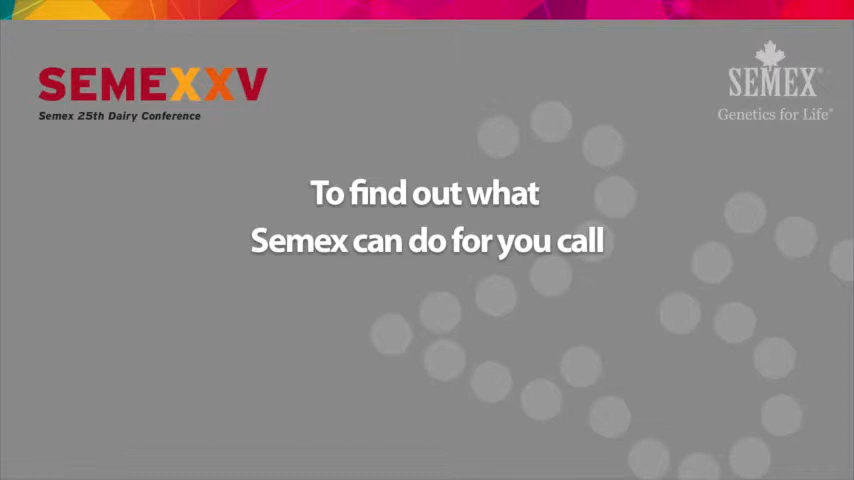 SEMEXXV
Semex 25th Dairy Conference
SEMEX®
Genetics for Life®
To find out what
Semex can do for you call